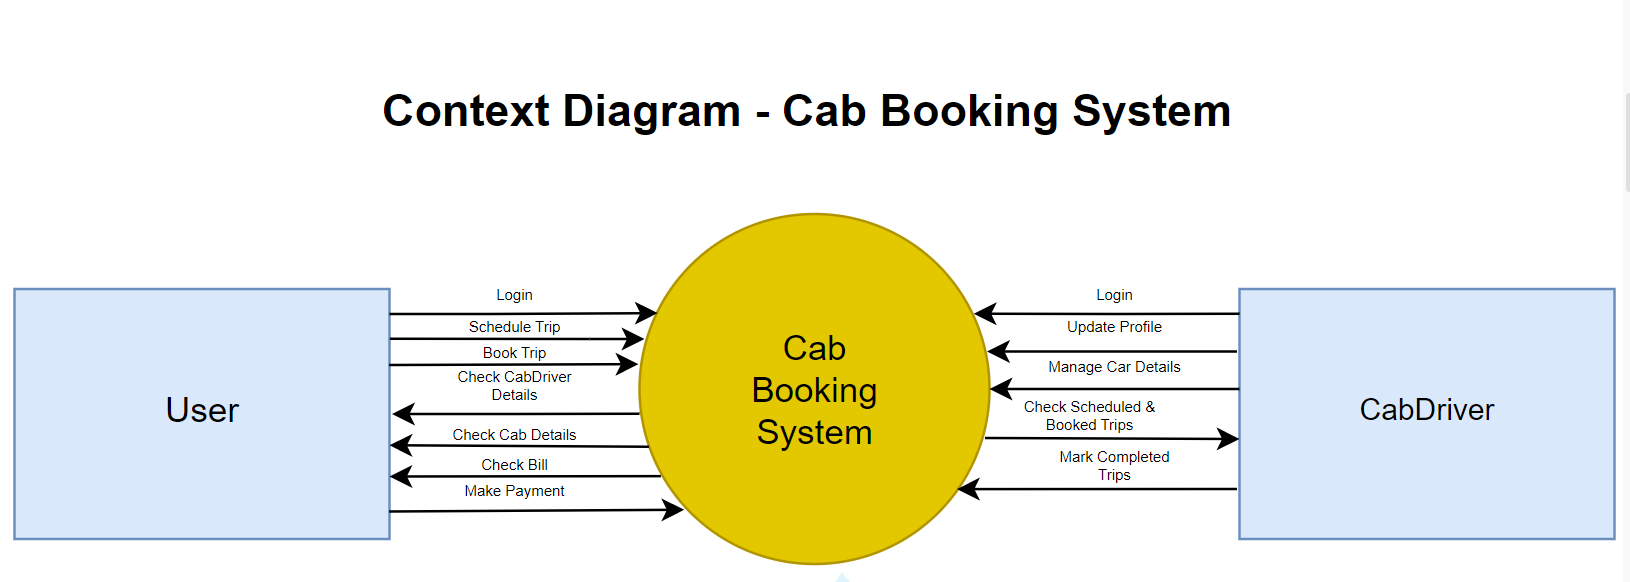 Context Diagram - Cab Booking System
User
Login
Schedule Trip
Book Trip
Check CabDriver
Details
Check Cab Details
Check Bill
Make Payment
Cab
Booking
System
Login
Update Profile
Manage Car Details
Check Scheduled &
Booked Trips
Mark Completed
Trips
CabDriver